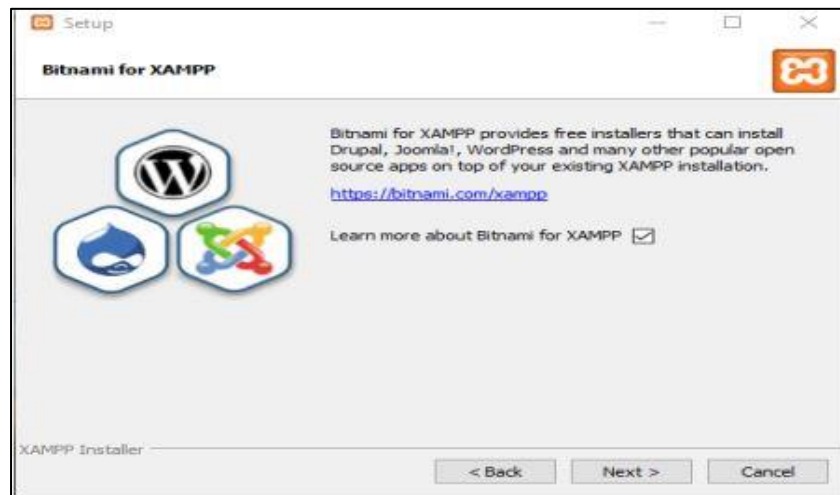 Setup
Bitnami for XAMPP
Bitnami for XAMPP provides free installers that can install
Drupal, Joomla!, WordPress and many other popular open
source apps on top of your existing XAMPP installation.
https://bitnami.com/xampp
Learn more about Bitnami for XAMPP
XAMPP Installer
< Back Next > Cancel